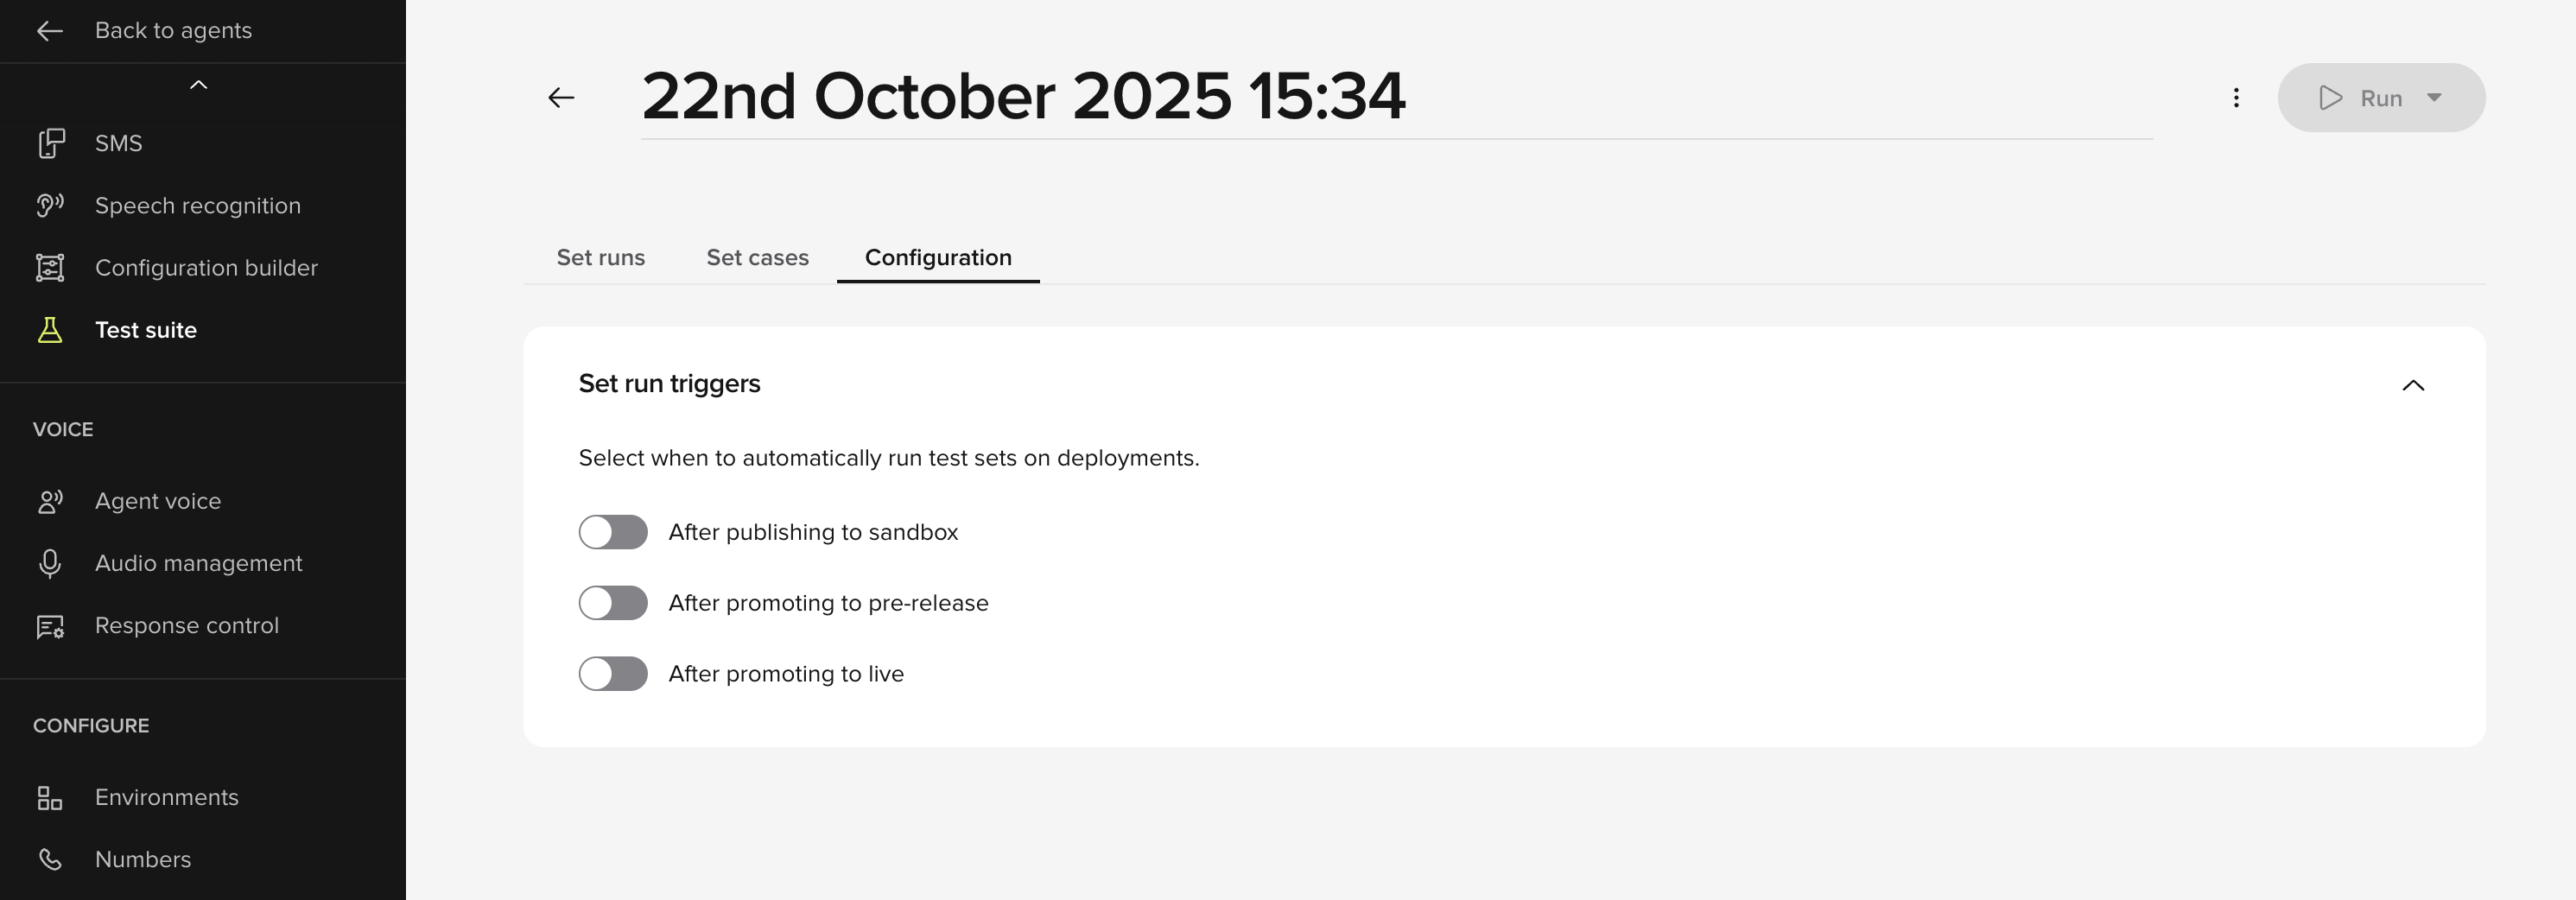 Back to agents
SMS
Speech recognition
Configuration builder
Test suite
VOICE
Agent voice
Audio management
Response control
CONFIGURE
Environments
Numbers
22nd October 2025 15:34
Run
Set runs
Set cases
Configuration
Set run triggers
Select when to automatically run test sets on deployments.
After publishing to sandbox
After promoting to pre-release
After promoting to live